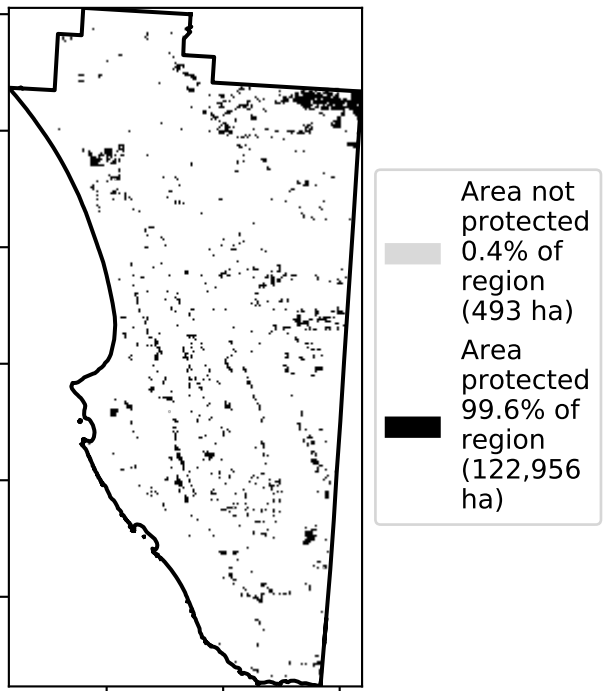 Area not
protected
0.4% of
region
(493 ha)
Area
protected
99.6% of
region
(122,956
ha)